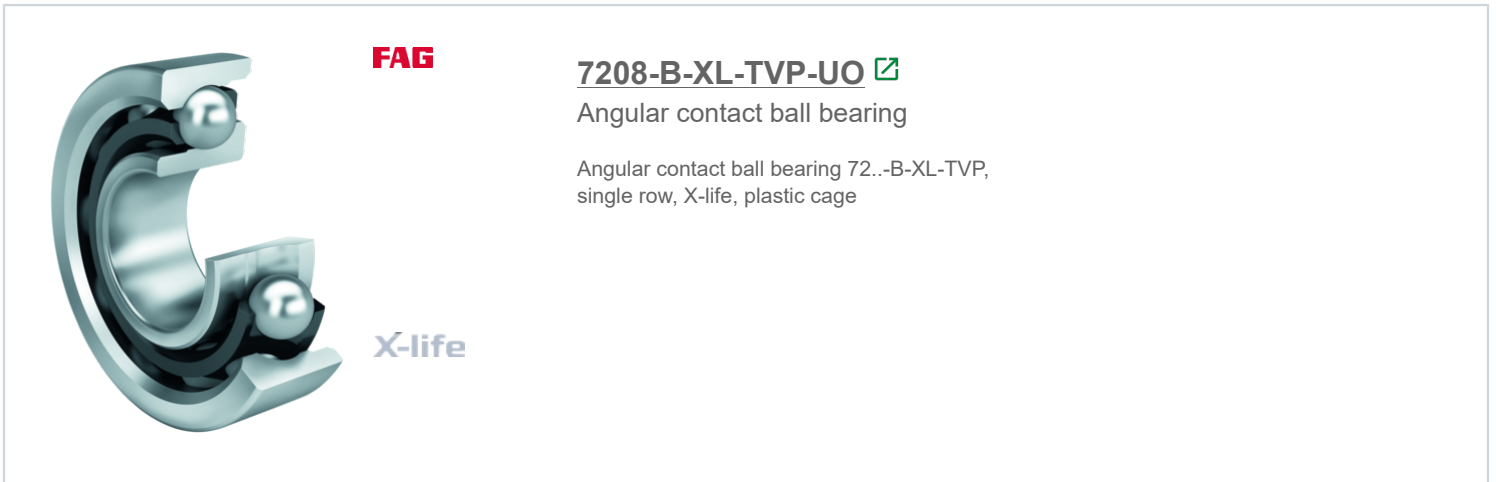 FAG
7208-B-XL-TVP-UO
Angular contact ball bearing
Angular contact ball bearing 72..-B-XL-TVP,
single row, X-life, plastic cage
X-life